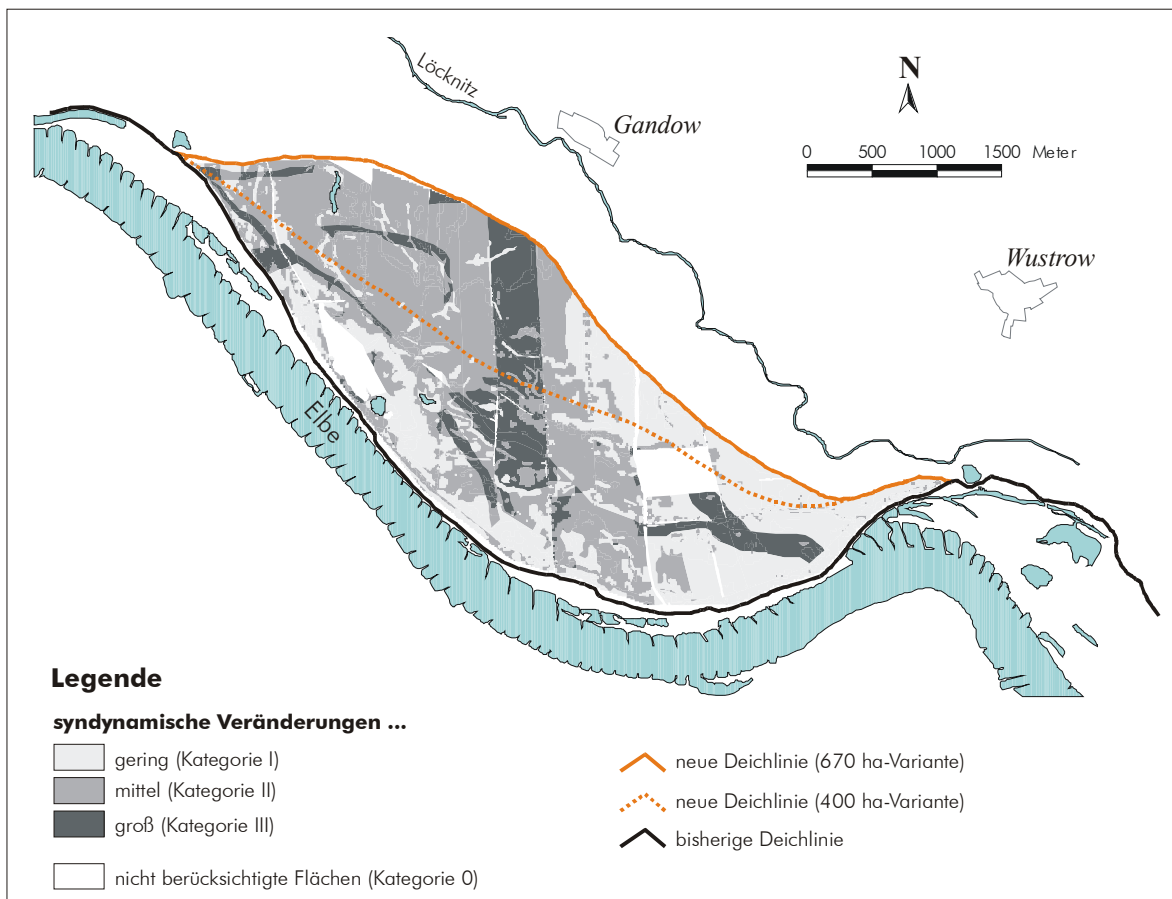 Löcknitz
Gandow
N
0 500 1000 1500 Meter
Wustrow
Elbe
Legende
syndynamische Veränderungen ...
gering (Kategorie I)
mittel (Kategorie II)
groß (Kategorie III)
nicht berücksichtigte Flächen (Kategorie 0)
neue Deichlinie (670 ha-Variante)
neue Deichlinie (400 ha-Variante)
bisherige Deichlinie